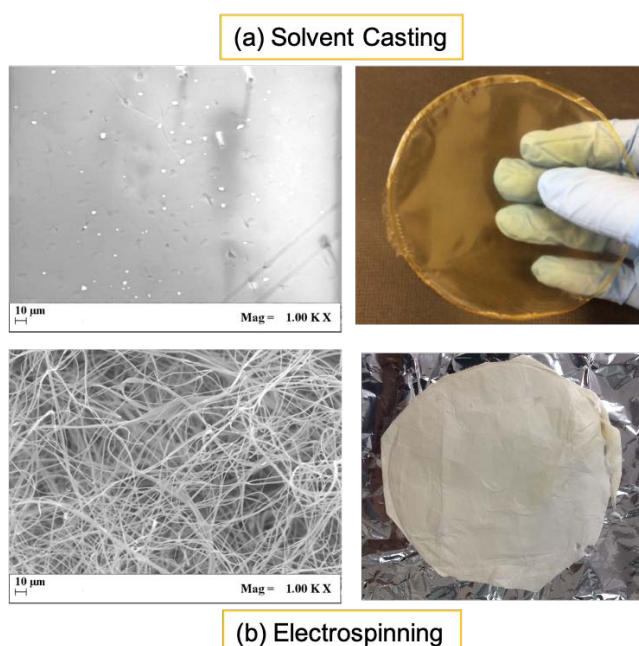 (a) Solvent Casting
10 µm
Mag = 1.00 K X
10 µm
Mag = 1.00 K X
(b) Electrospinning